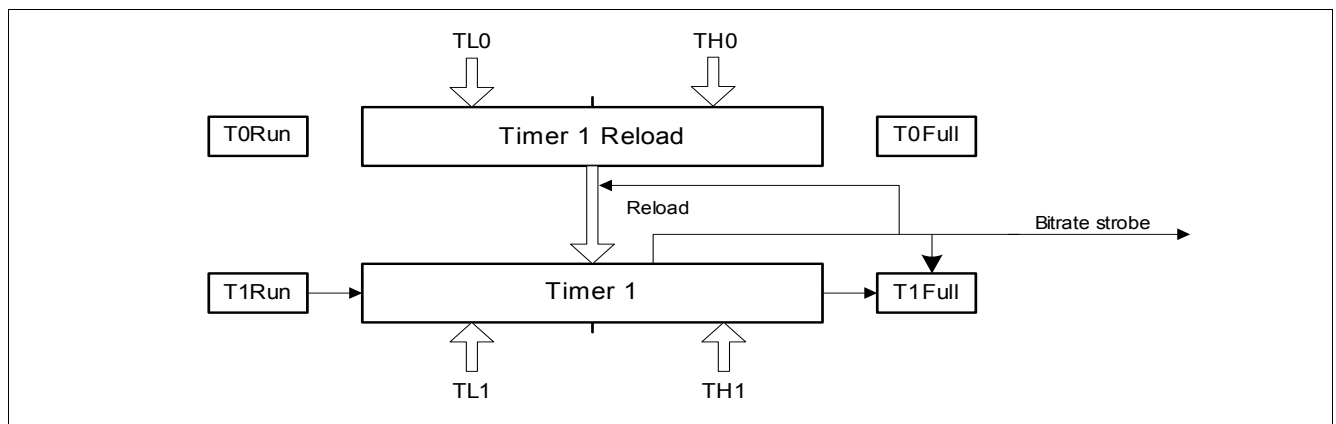 TL0
TH0
T0Run
Timer 1 Reload
T0Full
Reload
Bitrate strobe
T1Run
Timer 1
T1Full
TL1
TH1